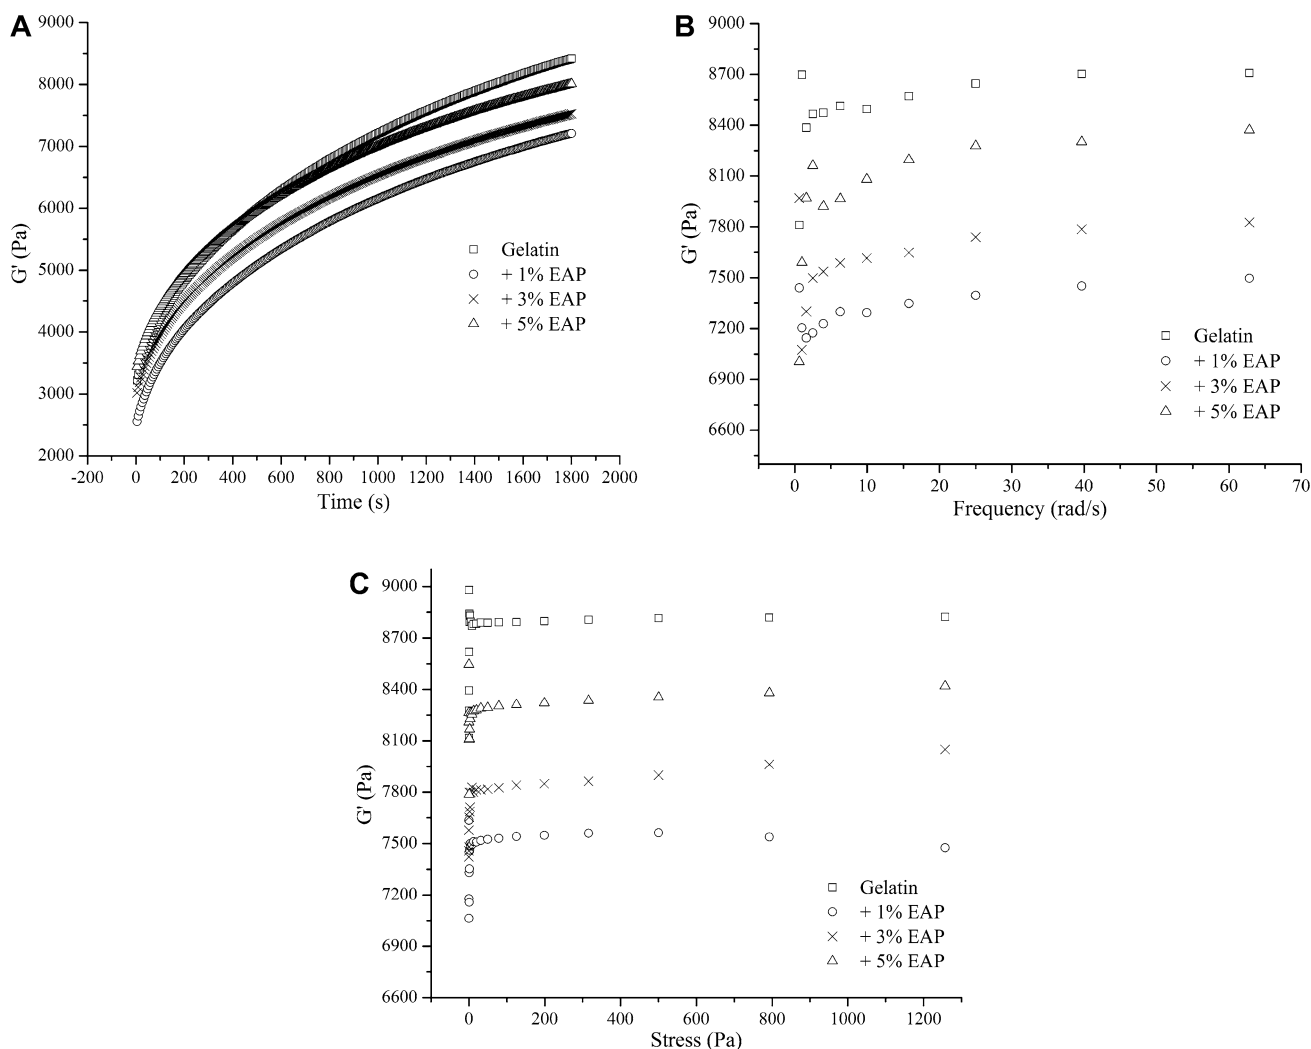 A
9000
8000
7000
6000
5000
4000
3000
2000
G' (Pa)
Gelatin
+ 1% EAP
+ 3% EAP
+ 5% EAP
-200 0 200 400 600 800 1000 1200 1400 1600 1800 2000
Time (s)
B
9000
8700
8400
8100
7800
7500
7200
6900
6600
G' (Pa)
Gelatin
+ 1% EAP
+ 3% EAP
+ 5% EAP
0 10 20 30 40 50 60 70
Frequency (rad/s)
C
9000
8700
8400
8100
7800
7500
7200
6900
6600
G' (Pa)
Gelatin
+ 1% EAP
+ 3% EAP
+ 5% EAP
0 200 400 600 800 1000 1200
Stress (Pa)